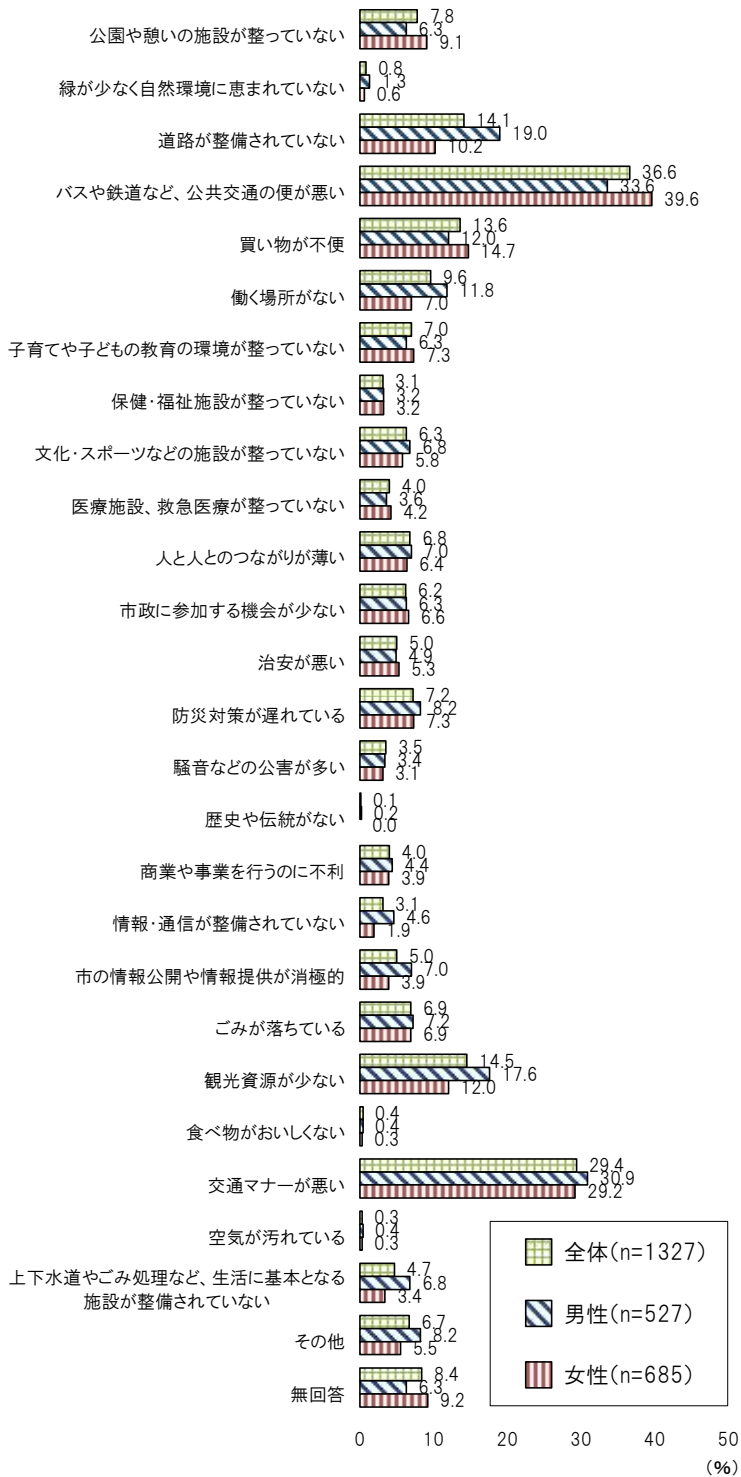 公園や憩いの施設が整っていない
7.8
6.3
9.1
緑が少なく自然環境に恵まれていない
0.8
1.3
0.6
道路が整備されていない
14.1
19.0
10.2
バスや鉄道など、公共交通の便が悪い
36.6
33.6
39.6
買い物が不便
13.6
12.0
14.7
働く場所がない
9.6
11.8
7.0
子育てや子どもの教育の環境が整っていない
7.0
6.3
7.3
保健・福祉施設が整っていない
3.1
3.2
3.2
文化・スポーツなどの施設が整っていない
6.3
6.8
5.8
医療施設、救急医療が整っていない
4.0
3.6
4.2
人と人とのつながりが薄い
6.8
7.0
6.4
市政に参加する機会が少ない
6.2
6.3
6.6
治安が悪い
5.0
4.9
5.3
防災対策が遅れている
7.2
8.2
7.3
騒音などの公害が多い
3.5
3.4
3.1
歴史や伝統がない
0.1
0.2
0.0
商業や事業を行うのに不利
4.0
4.4
3.9
情報・通信が整備されていない
3.1
4.6
1.9
市の情報公開や情報提供が消極的
5.0
7.0
3.9
ごみが落ちている
6.9
7.2
6.9
観光資源が少ない
14.5
17.6
12.0
食べ物がおいしくない
0.4
0.4
0.3
交通マナーが悪い
29.4
30.9
29.2
空気が汚れている
0.3
0.4
0.3
上下水道やごみ処理など、生活に基本となる
施設が整備されていない
4.7
6.8
3.4
その他
6.7
8.2
5.5
無回答
8.4
6.3
9.2
全体(n=1327)
男性(n=527)
女性(n=685)
0 10 20 30 40 50
(%)